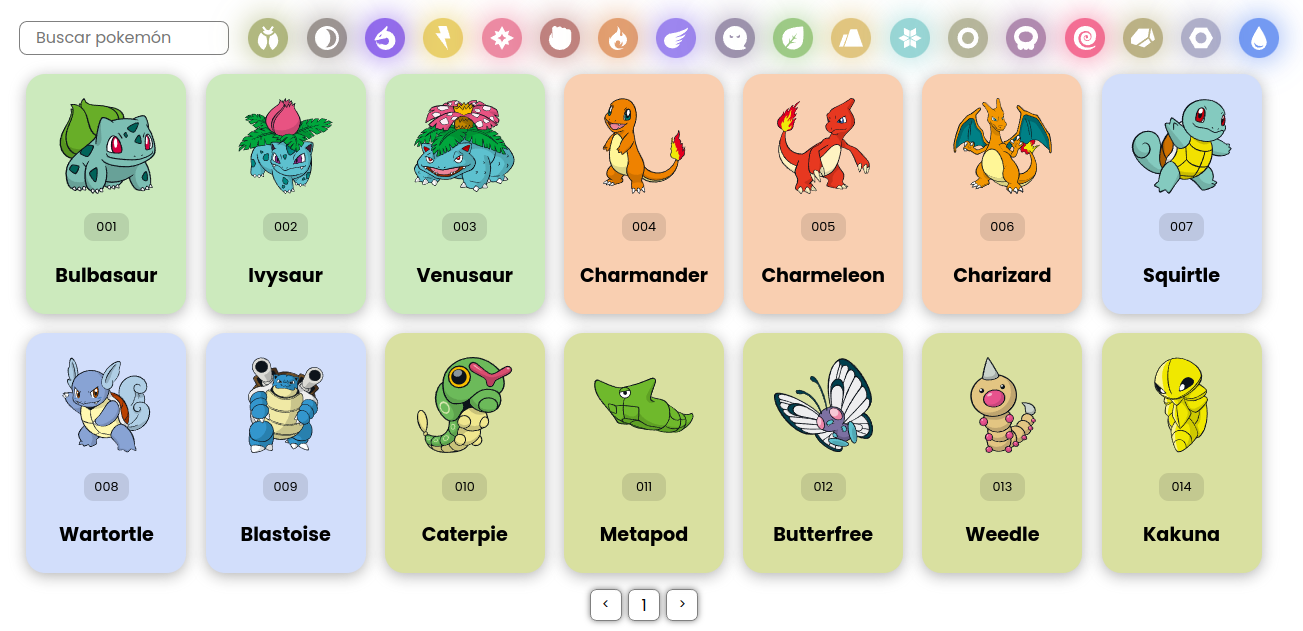 Buscar pokemón
001 002 003 004 005 006 007
Bulbasaur Ivysaur Venusaur Charmander Charmeleon Charizard Squirtle
008 009 010 011 012 013 014
Wartortle Blastoise Caterpie Metapod Butterfree Weedle Kakuna
< 1 >